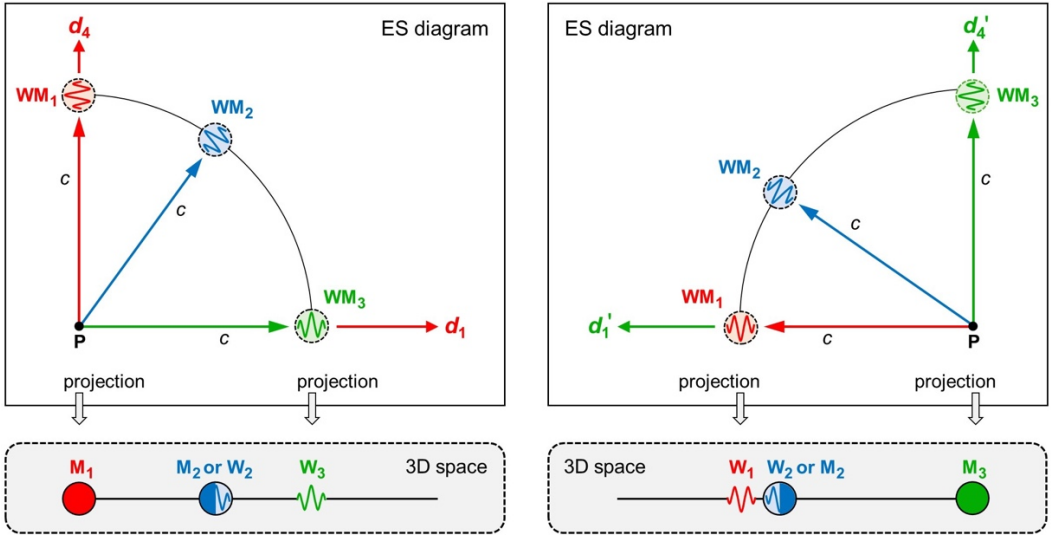 ES diagram
d₄
WM₁
WM₂
c
c
WM₃
P
c
d₁
projection
projection
M₁
M₂ or W₂
W₃
3D space
ES diagram
d₄'
WM₃
WM₂
c
c
WM₁
d₁'
c
P
projection
projection
3D space
W₁
W₂ or M₂
M₃